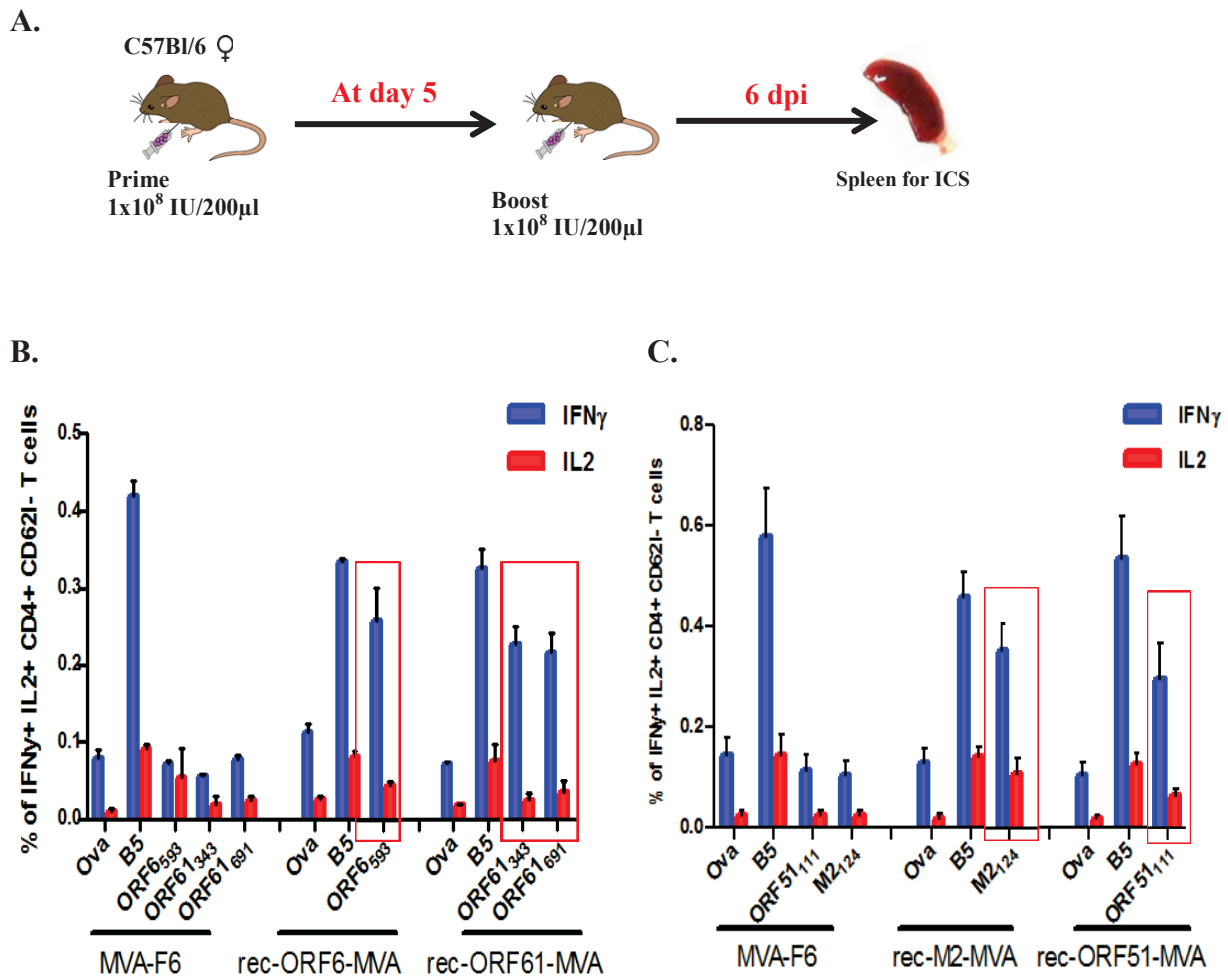 A.
C57Bl/6 ♀
At day 5
6 dpi
Prime
1x10⁸ IU/200µl
Boost
1x10⁸ IU/200µl
Spleen for ICS
B.
% of IFNγ+ IL2+ CD4+ CD62l- T cells
IFNγ
IL2
0.5
0.4
0.3
0.2
0.1
0.0
Ova
B5
ORF6₅₉₃
ORF61₃₄₃
ORF61₆₉₁
Ova
B5
ORF6₅₉₃
Ova
B5
ORF61₃₄₃
ORF61₆₉₁
MVA-F6
rec-ORF6-MVA
rec-ORF61-MVA
C.
% of IFNγ+ IL2+ CD4+ CD62l- T cells
IFNγ
IL2
0.8
0.6
0.4
0.2
0.0
Ova
B5
ORF51₁₁₁
M2₁₂₄
Ova
B5
M2₁₂₄
Ova
B5
ORF51₁₁₁
MVA-F6
rec-M2-MVA
rec-ORF51-MVA